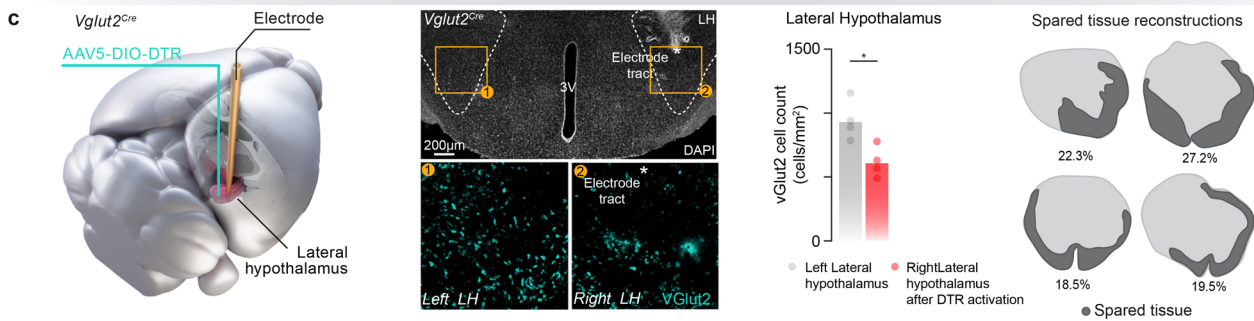 c
Vglut2Cre
Electrode
AAV5-DIO-DTR
Lateral
hypothalamus
Vglut2Cre
LH
*
Electrode
tract
3V
1
2
200µm
DAPI
1
Left LH
2
*
Electrode
tract
Right LH
VGlut2
Lateral Hypothalamus
1500
*
vGlut2 cell count
(cells/mm²)
0
Left Lateral
hypothalamus
RightLateral
hypothalamus
after DTR activation
Spared tissue reconstructions
22.3%
27.2%
18.5%
19.5%
Spared tissue